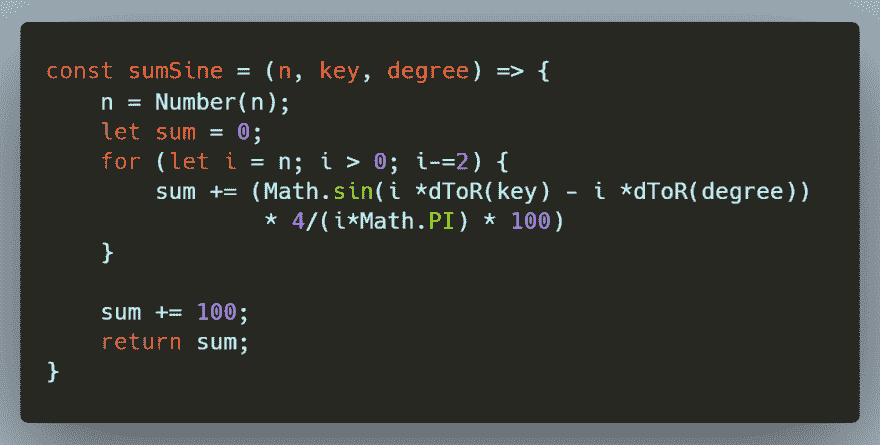 const sumSine = (n, key, degree) => {
    n = Number(n);
    let sum = 0;
    for (let i = n; i > 0; i-=2) {
        sum += (Math.sin(i *dToR(key) - i *dToR(degree))
                * 4/(i*Math.PI) * 100)
    }
    sum += 100;
    return sum;
}